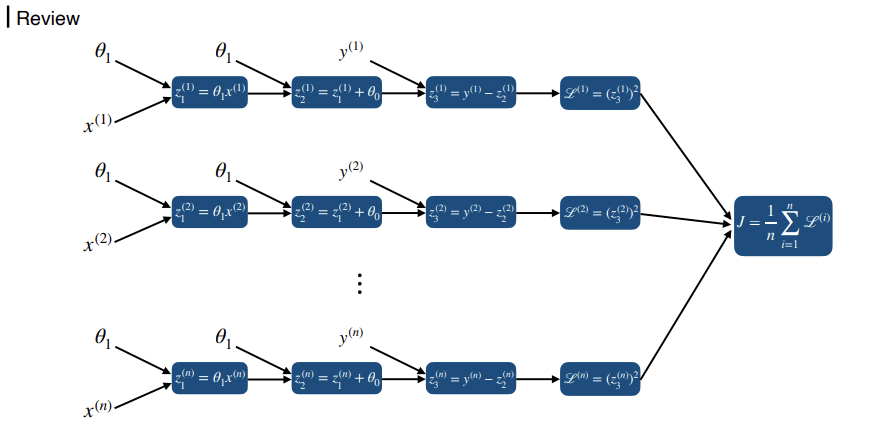 Review
θ₁ θ₁ y⁽¹⁾
z₁⁽¹⁾ = θ₁x⁽¹⁾ z₂⁽¹⁾ = z₁⁽¹⁾ + θ₀ z₃⁽¹⁾ = y⁽¹⁾ − z₂⁽¹⁾ ℒ⁽¹⁾ = (z₃⁽¹⁾)²
x⁽¹⁾
θ₁ θ₁ y⁽²⁾
z₁⁽²⁾ = θ₁x⁽²⁾ z₂⁽²⁾ = z₁⁽²⁾ + θ₀ z₃⁽²⁾ = y⁽²⁾ − z₂⁽²⁾ ℒ⁽²⁾ = (z₃⁽²⁾)²
J = 1/n ∑ᵢ₌₁ⁿ ℒ⁽ⁱ⁾
x⁽²⁾
⋮
θ₁ θ₁ y⁽ⁿ⁾
z₁⁽ⁿ⁾ = θ₁x⁽ⁿ⁾ z₂⁽ⁿ⁾ = z₁⁽ⁿ⁾ + θ₀ z₃⁽ⁿ⁾ = y⁽ⁿ⁾ − z₂⁽ⁿ⁾ ℒ⁽ⁿ⁾ = (z₃⁽ⁿ⁾)²
x⁽ⁿ⁾